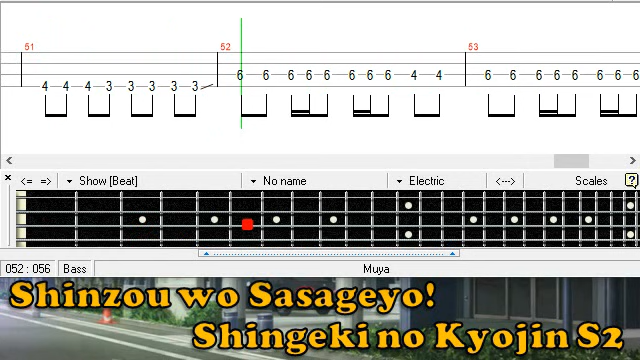 51 52 53
6 6 6 6 6 6 6 6 4 4 6 6 6 6 6 6 6
4 4 4 3 3 3 3 3
<= => Show [Beat] No name Electric <---> Scales ?
052 : 056 Bass Muya
Shinzou wo Sasageyo!
Shingeki no Kyojin S2